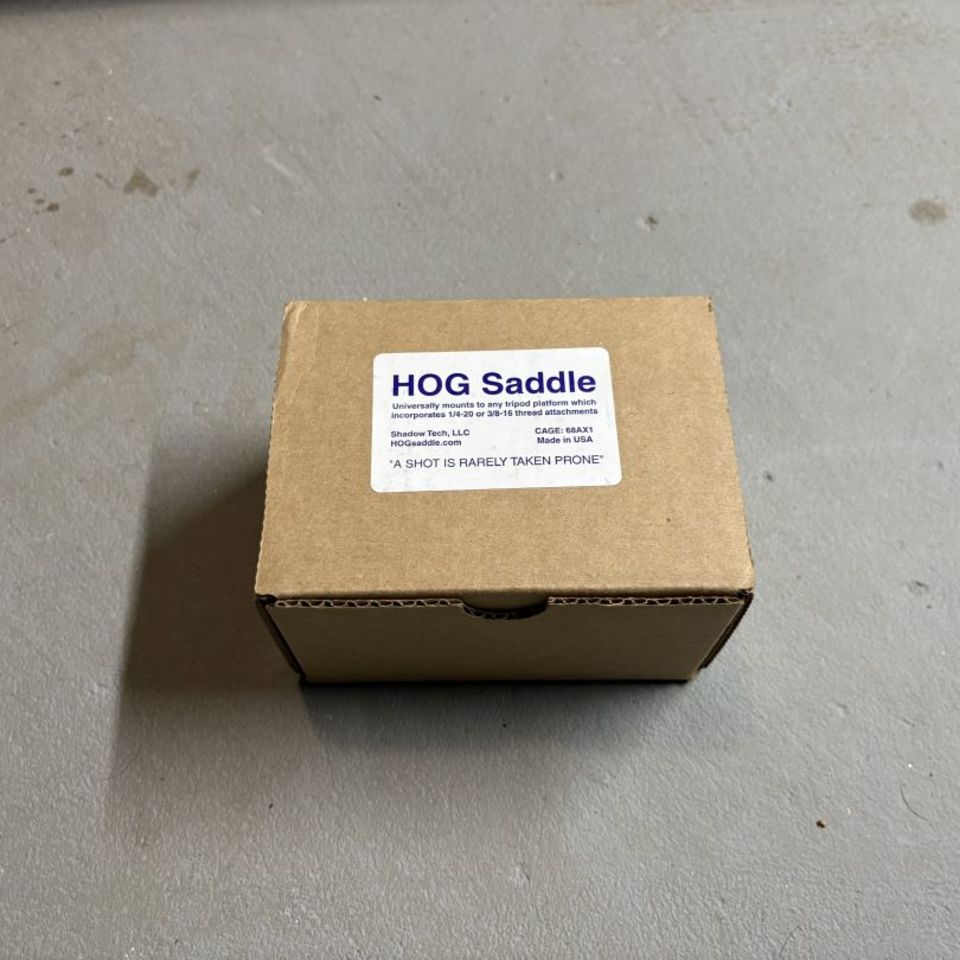 HOG Saddle
Universally mounts to any tripod platform which
incorporates 1/4-20 or 3/8-16 thread attachments
Shadow Tech, LLC CAGE: 68AX1
HOGsaddle.com Made in USA
"A SHOT IS RARELY TAKEN PRONE"